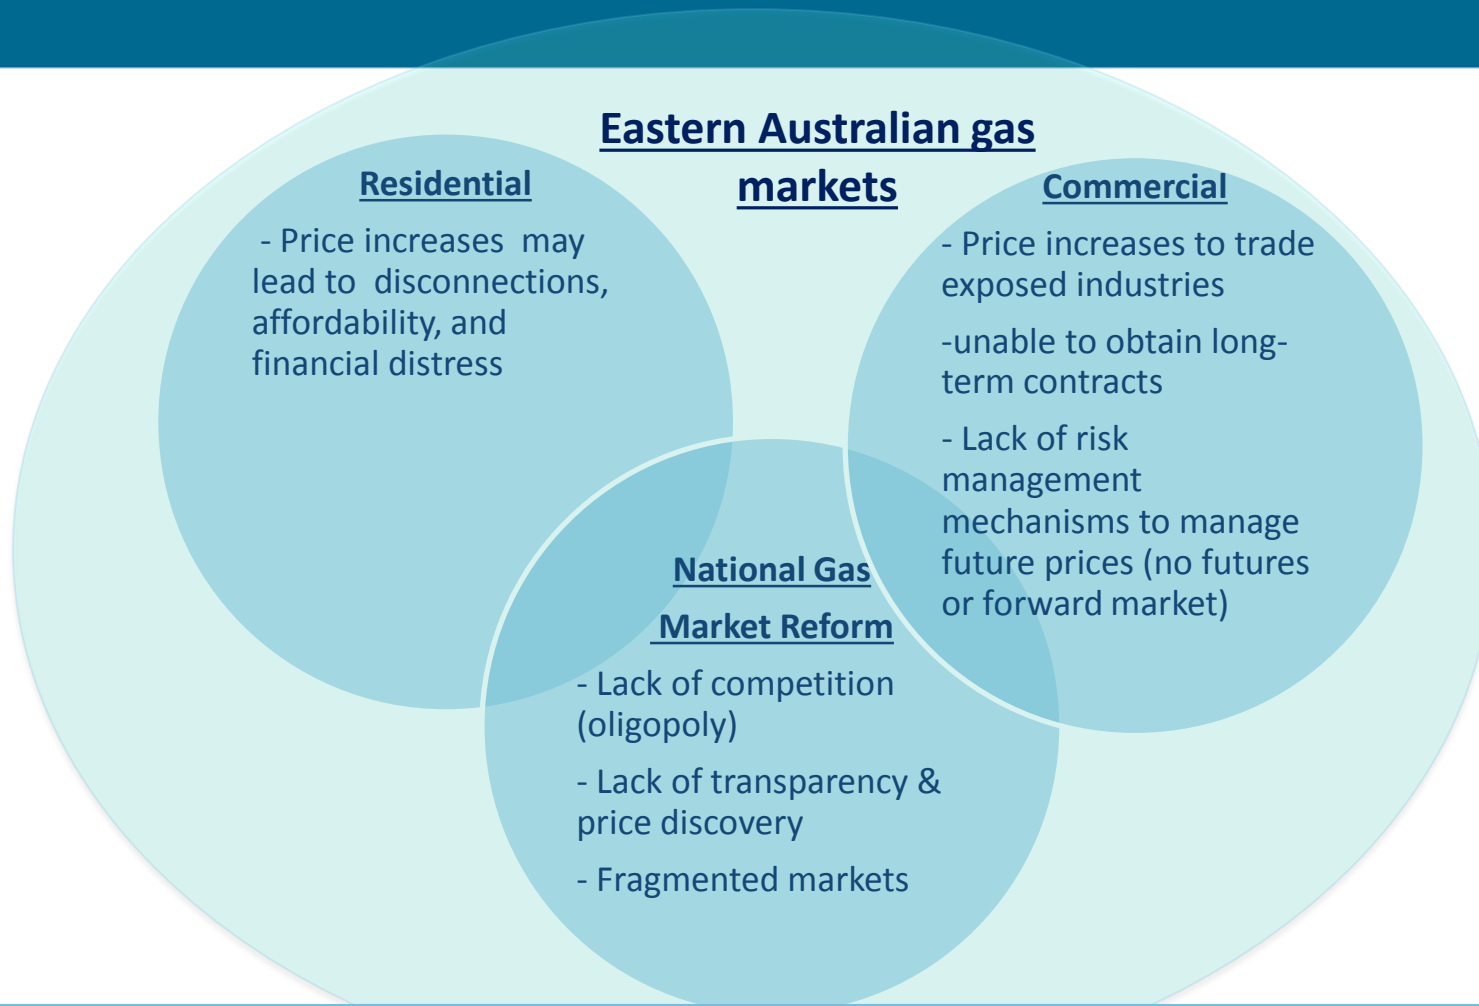 Eastern Australian gas
markets
Residential
- Price increases  may
lead to  disconnections,
affordability, and
financial distress
Commercial
- Price increases to trade
exposed industries
-unable to obtain long-
term contracts
- Lack of risk
management
mechanisms to manage
future prices (no futures
or forward market)
National Gas
Market Reform
- Lack of competition
(oligopoly)
- Lack of transparency &
price discovery
- Fragmented markets